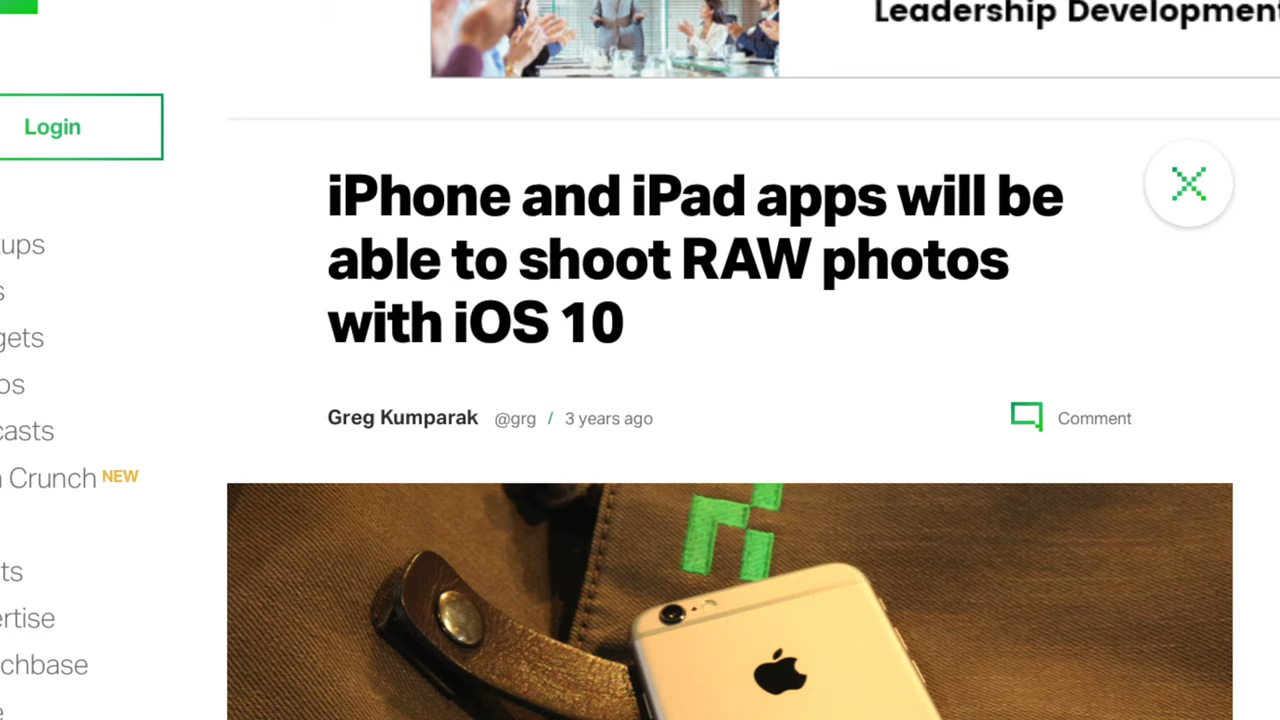 Leadership Development
Login
iPhone and iPad apps will be
able to shoot RAW photos
with iOS 10
Greg Kumparak @grg / 3 years ago
Comment
ups
s
gets
os
casts
Crunch NEW
ts
ertise
chbase
e